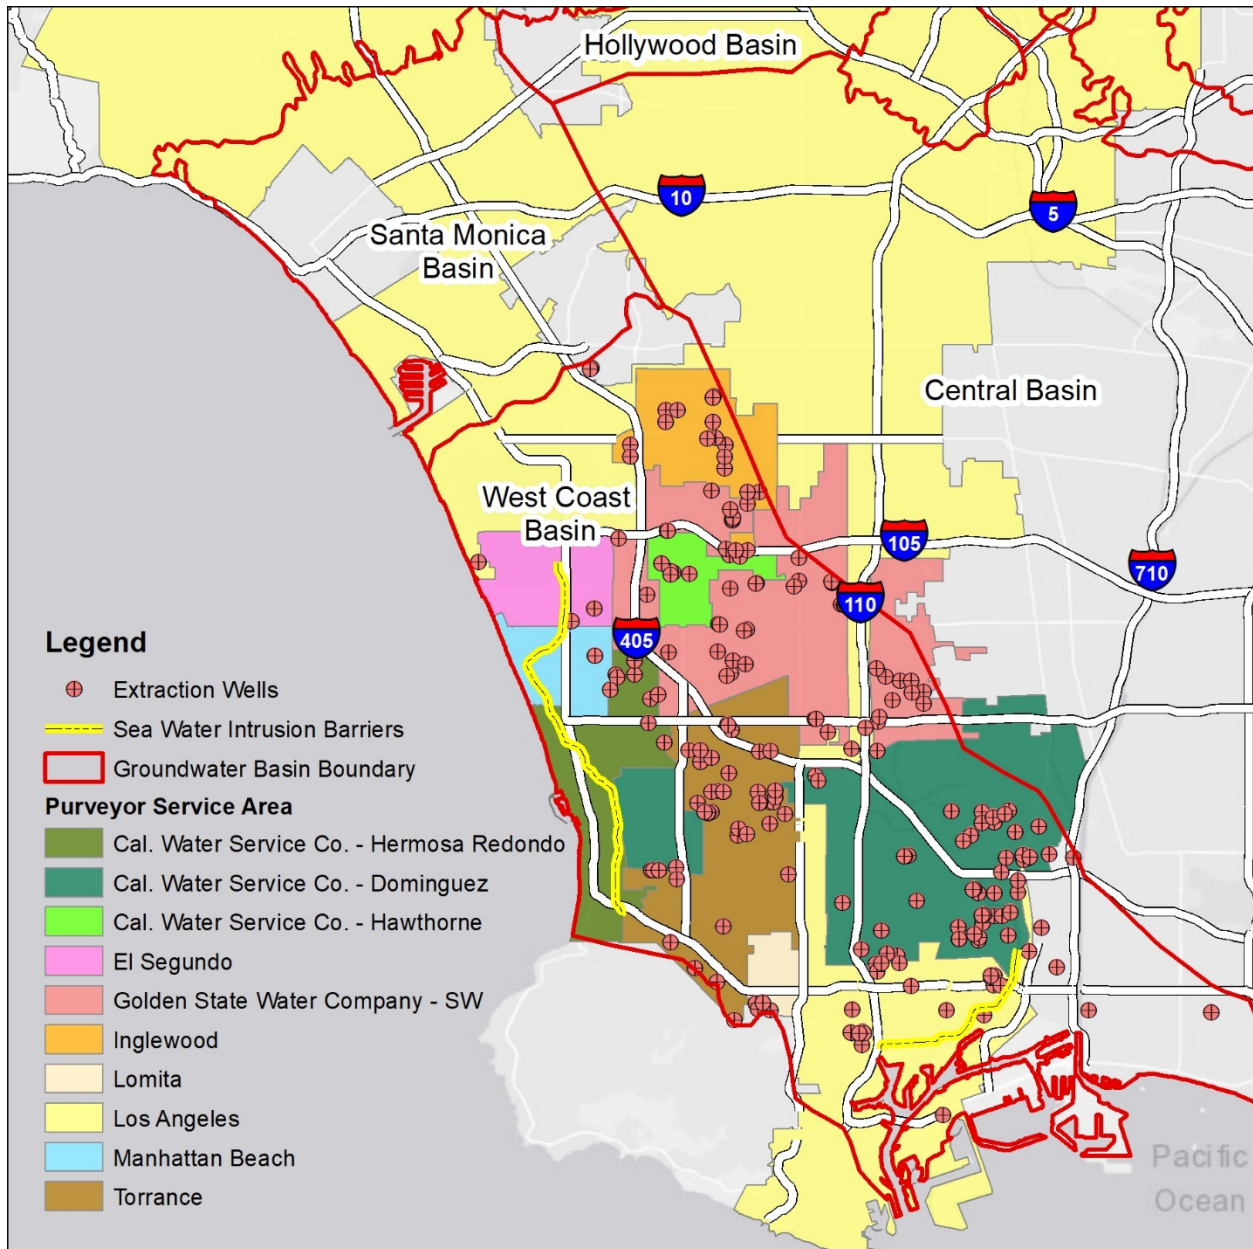 Hollywood Basin
10
5
Santa Monica
Basin
Central Basin
West Coast
Basin
105
710
110
405
Legend
Extraction Wells
Sea Water Intrusion Barriers
Groundwater Basin Boundary
Purveyor Service Area
Cal. Water Service Co. - Hermosa Redondo
Cal. Water Service Co. - Dominguez
Cal. Water Service Co. - Hawthorne
El Segundo
Golden State Water Company - SW
Inglewood
Lomita
Los Angeles
Manhattan Beach
Torrance
Pacific
Ocean